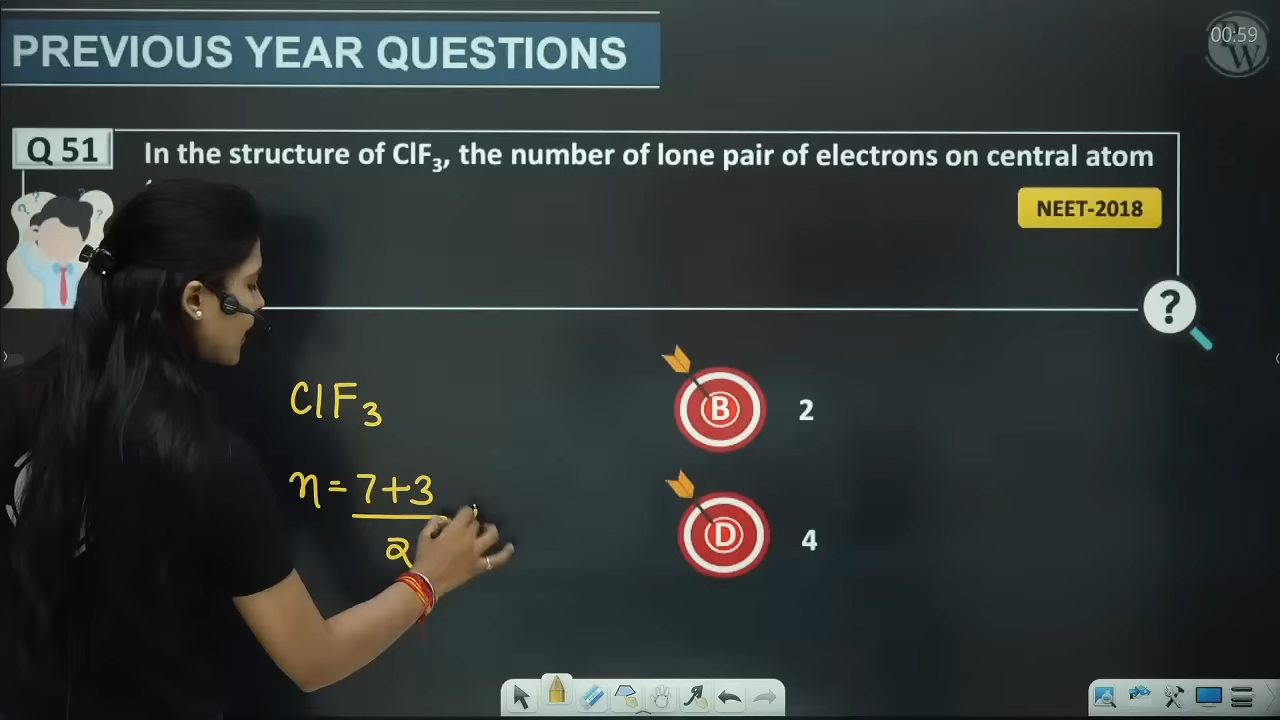 00:59
PREVIOUS YEAR QUESTIONS
Q 51
In the structure of ClF₃, the number of lone pair of electrons on central atom
NEET-2018
?
ClF₃
B 2
η = 7+3
2
D 4